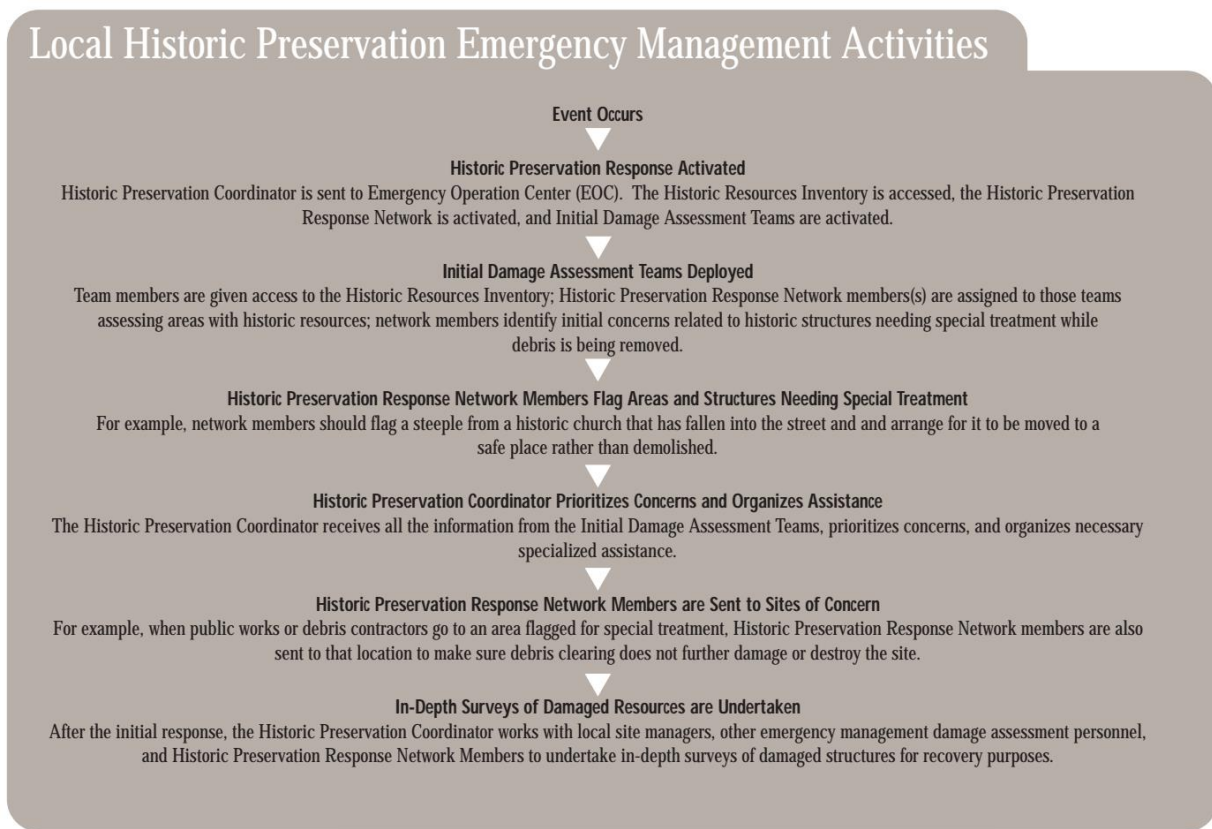 Local Historic Preservation Emergency Management Activities
Event Occurs
Historic Preservation Response Activated
Historic Preservation Coordinator is sent to Emergency Operation Center (EOC). The Historic Resources Inventory is accessed, the Historic Preservation
Response Network is activated, and Initial Damage Assessment Teams are activated.
Initial Damage Assessment Teams Deployed
Team members are given access to the Historic Resources Inventory; Historic Preservation Response Network members(s) are assigned to those teams
assessing areas with historic resources; network members identify initial concerns related to historic structures needing special treatment while
debris is being removed.
Historic Preservation Response Network Members Flag Areas and Structures Needing Special Treatment
For example, network members should flag a steeple from a historic church that has fallen into the street and and arrange for it to be moved to a
safe place rather than demolished.
Historic Preservation Coordinator Prioritizes Concerns and Organizes Assistance
The Historic Preservation Coordinator receives all the information from the Initial Damage Assessment Teams, prioritizes concerns, and organizes necessary
specialized assistance.
Historic Preservation Response Network Members are Sent to Sites of Concern
For example, when public works or debris contractors go to an area flagged for special treatment, Historic Preservation Response Network members are also
sent to that location to make sure debris clearing does not further damage or destroy the site.
In-Depth Surveys of Damaged Resources are Undertaken
After the initial response, the Historic Preservation Coordinator works with local site managers, other emergency management damage assessment personnel,
and Historic Preservation Response Network Members to undertake in-depth surveys of damaged structures for recovery purposes.